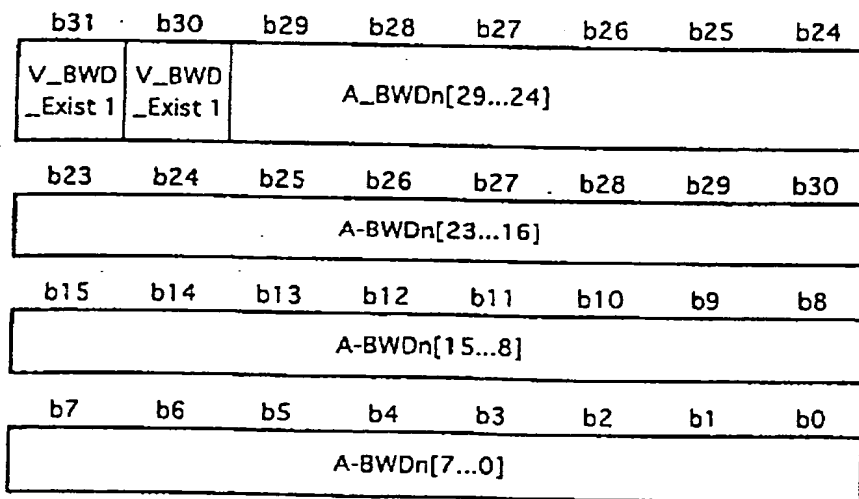 b31 b30 b29 b28 b27 b26 b25 b24
V_BWD V_BWD
_Exist 1 _Exist 1
A_BWDn[29...24]
b23 b24 b25 b26 b27 b28 b29 b30
A-BWDn[23...16]
b15 b14 b13 b12 b11 b10 b9 b8
A-BWDn[15...8]
b7 b6 b5 b4 b3 b2 b1 b0
A-BWDn[7...0]